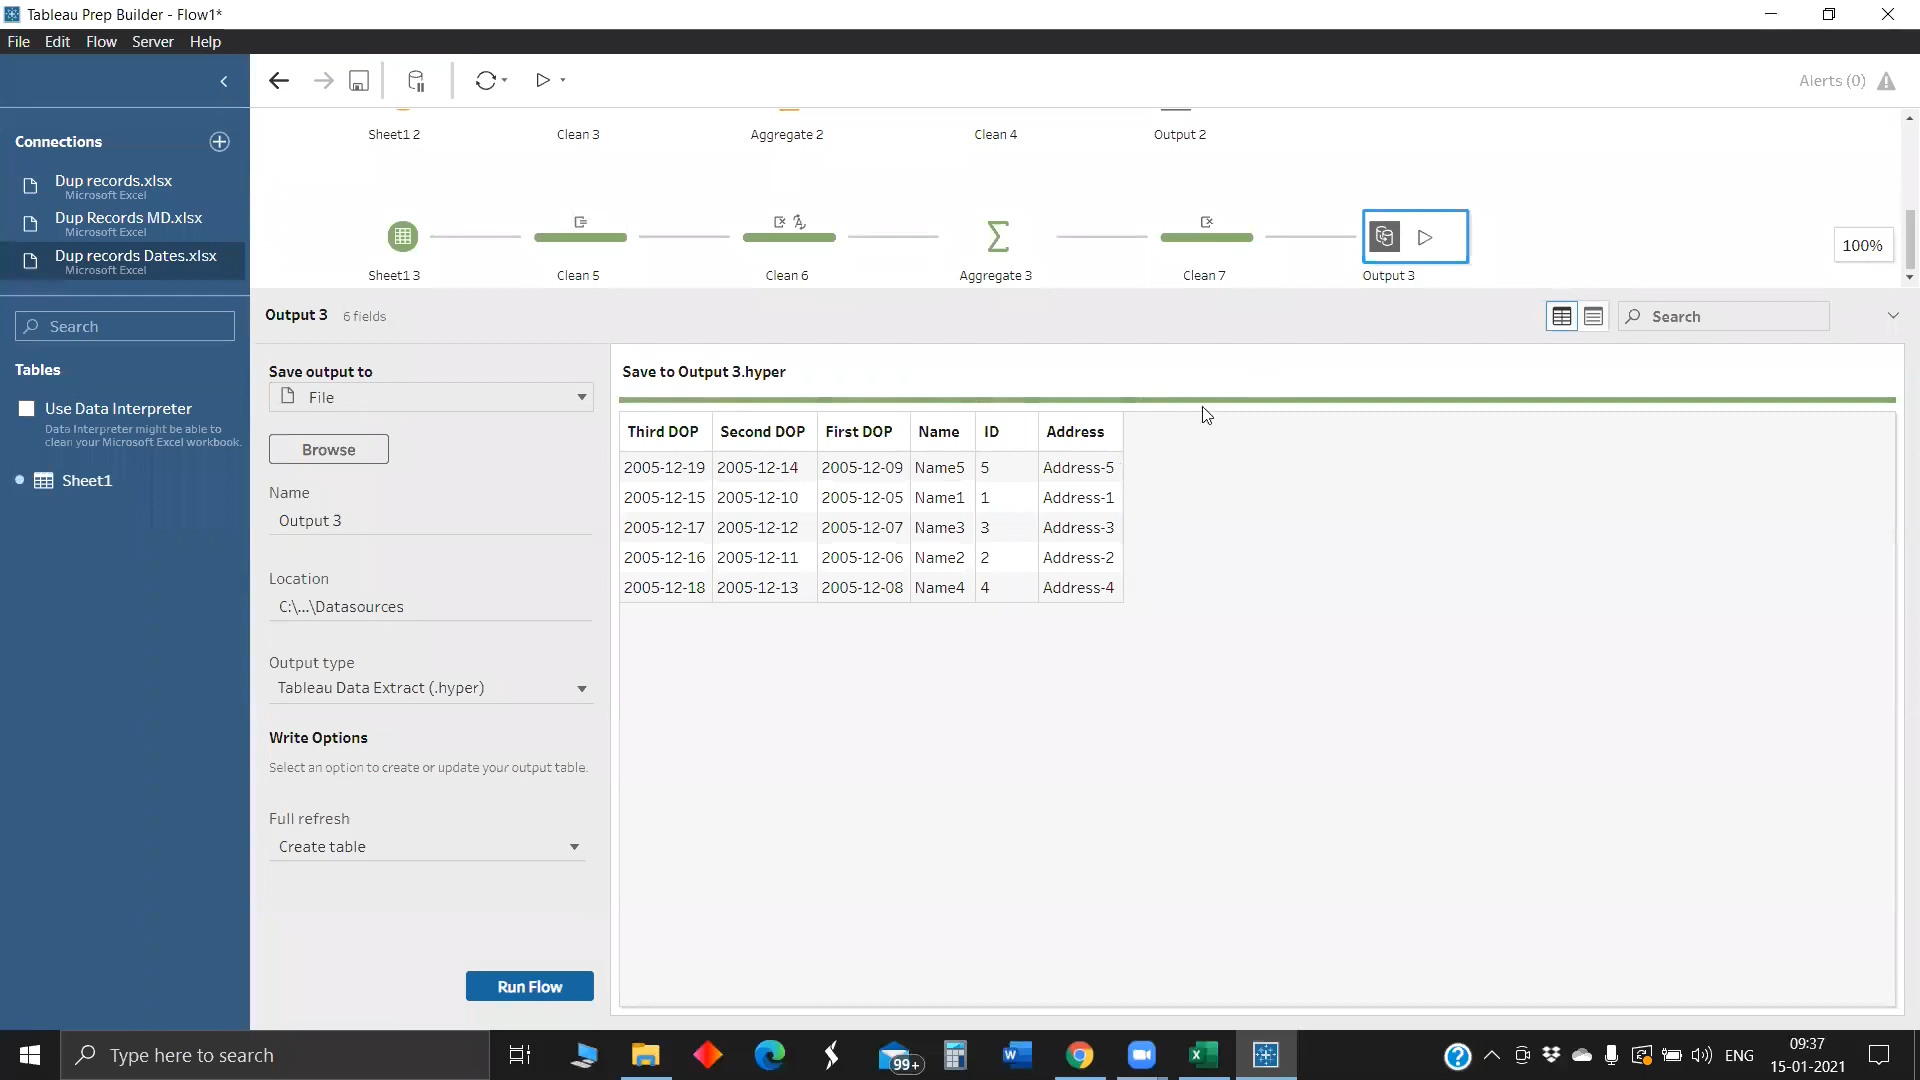 Tableau Prep Builder - Flow1*
File Edit Flow Server Help
Alerts (0)
Connections
Dup records.xlsx
Microsoft Excel
Dup Records MD.xlsx
Microsoft Excel
Dup records Dates.xlsx
Microsoft Excel
Search
Tables
Use Data Interpreter
Data Interpreter might be able to
clean your Microsoft Excel workbook.
Sheet1
Sheet1 2 Clean 3 Aggregate 2 Clean 4 Output 2
Sheet1 3 Clean 5 Clean 6 Aggregate 3 Clean 7 Output 3
100%
Output 3 6 fields
Search
Save output to
File
Browse
Name
Output 3
Location
C:\...\Datasources
Output type
Tableau Data Extract (.hyper)
Write Options
Select an option to create or update your output table.
Full refresh
Create table
Run Flow
Save to Output 3.hyper
Third DOP Second DOP First DOP Name ID Address
2005-12-19 2005-12-14 2005-12-09 Name5 5 Address-5
2005-12-15 2005-12-10 2005-12-05 Name1 1 Address-1
2005-12-17 2005-12-12 2005-12-07 Name3 3 Address-3
2005-12-16 2005-12-11 2005-12-06 Name2 2 Address-2
2005-12-18 2005-12-13 2005-12-08 Name4 4 Address-4
Type here to search
99+
ENG
09:37
15-01-2021